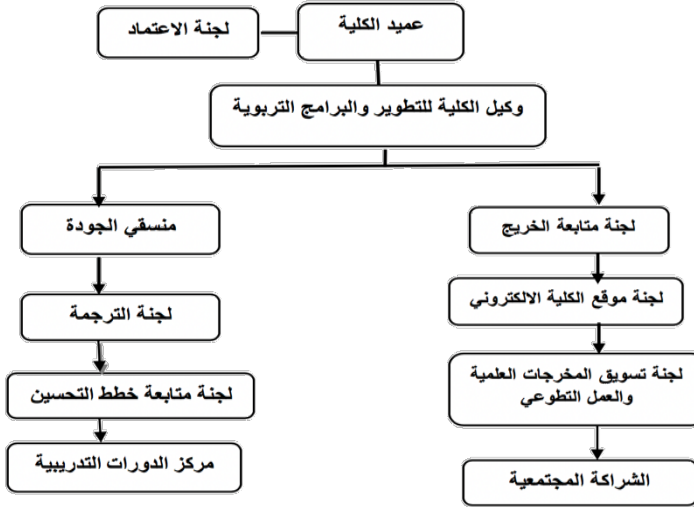 عميد الكلية
لجنة الاعتماد
وكيل الكلية للتطوير والبرامج التربوية
لجنة متابعة الخريج
لجنة موقع الكلية الالكتروني
لجنة تسويق المخرجات العلمية
والعمل التطوعي
الشراكة المجتمعية
منسقي الجودة
لجنة الترجمة
لجنة متابعة خطط التحسين
مركز الدورات التدريبية